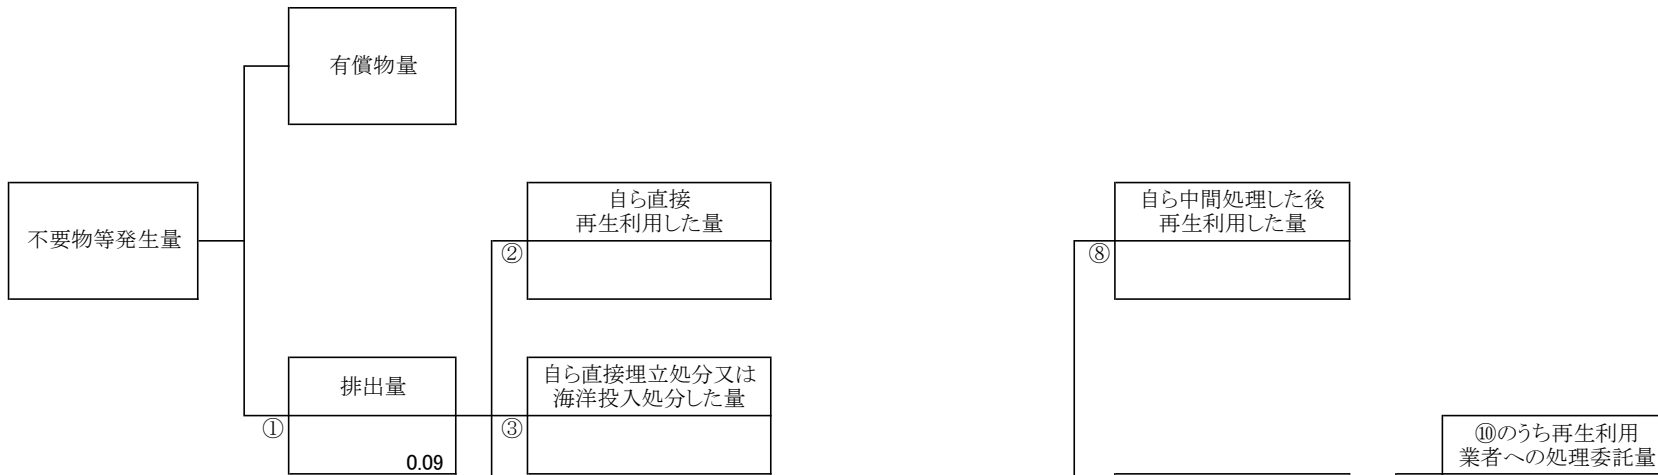 有償物量
不要物等発生量
自ら直接
再生利用した量
②
自ら中間処理した後
再生利用した量
⑧
排出量
①
0.09
自ら直接埋立処分又は
海洋投入処分した量
③
⑩のうち再生利用
業者への処理委託量